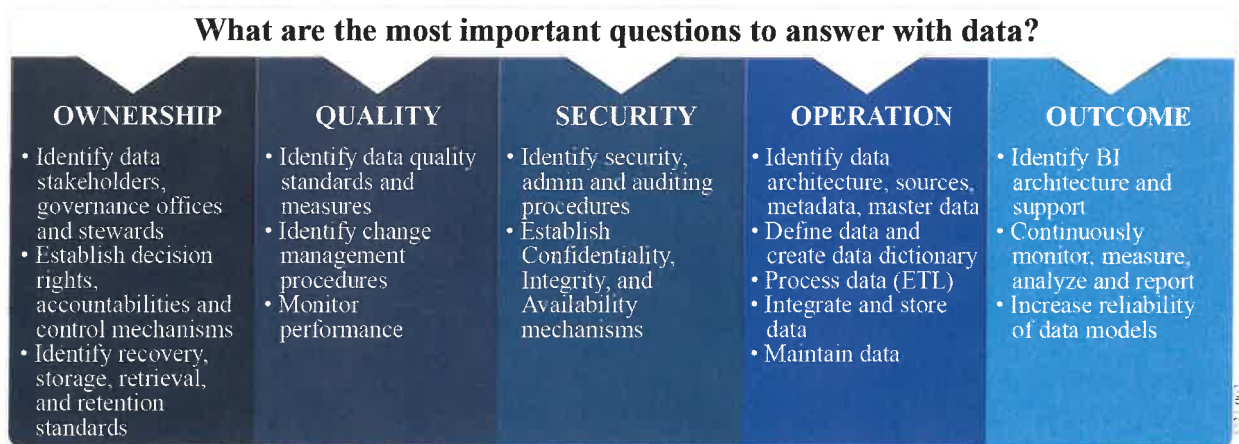 What are the most important questions to answer with data?
OWNERSHIP
• Identify data
stakeholders,
governance offices
and stewards
• Establish decision
rights,
accountabilities and
control mechanisms
• Identify recovery,
storage, retrieval,
and retention
standards
QUALITY
• Identify data quality
standards and
measures
• Identify change
management
procedures
• Monitor
performance
SECURITY
• Identify security,
admin and auditing
procedures
• Establish
Confidentiality,
Integrity, and
Availability
mechanisms
OPERATION
• Identify data
architecture, sources,
metadata, master data
• Define data and
create data dictionary
• Process data (ETL)
• Integrate and store
data
• Maintain data
OUTCOME
• Identify BI
architecture and
support
• Continuously
monitor, measure,
analyze and report
• Increase reliability
of data models